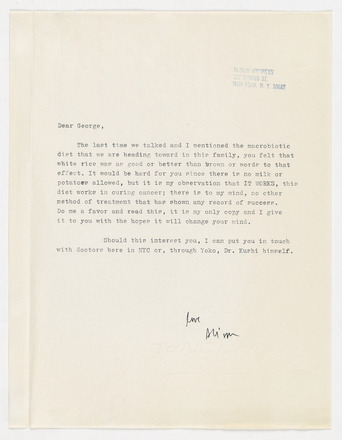 NEW YORK, N.Y. 10007
Dear George,
The last time we talked and I mentioned the macrobiotic
diet that we are heading toward in this family, you felt that
white rice was as good or better than brown or words to that
effect. It would be hard for you since there is no milk or
potatoes allowed, but it is my observation that IT WORKS, this
diet works in curing cancer; there is to my mind, no other
method of treatment that has shown any record of success.
Do me a favor and read this, it is my only copy and I give
it to you with the hopes it will change your mind.
Should this interest you, I can put you in touch
with doctors here in NYC or, through Yoko, Dr. Kushi himself.
love